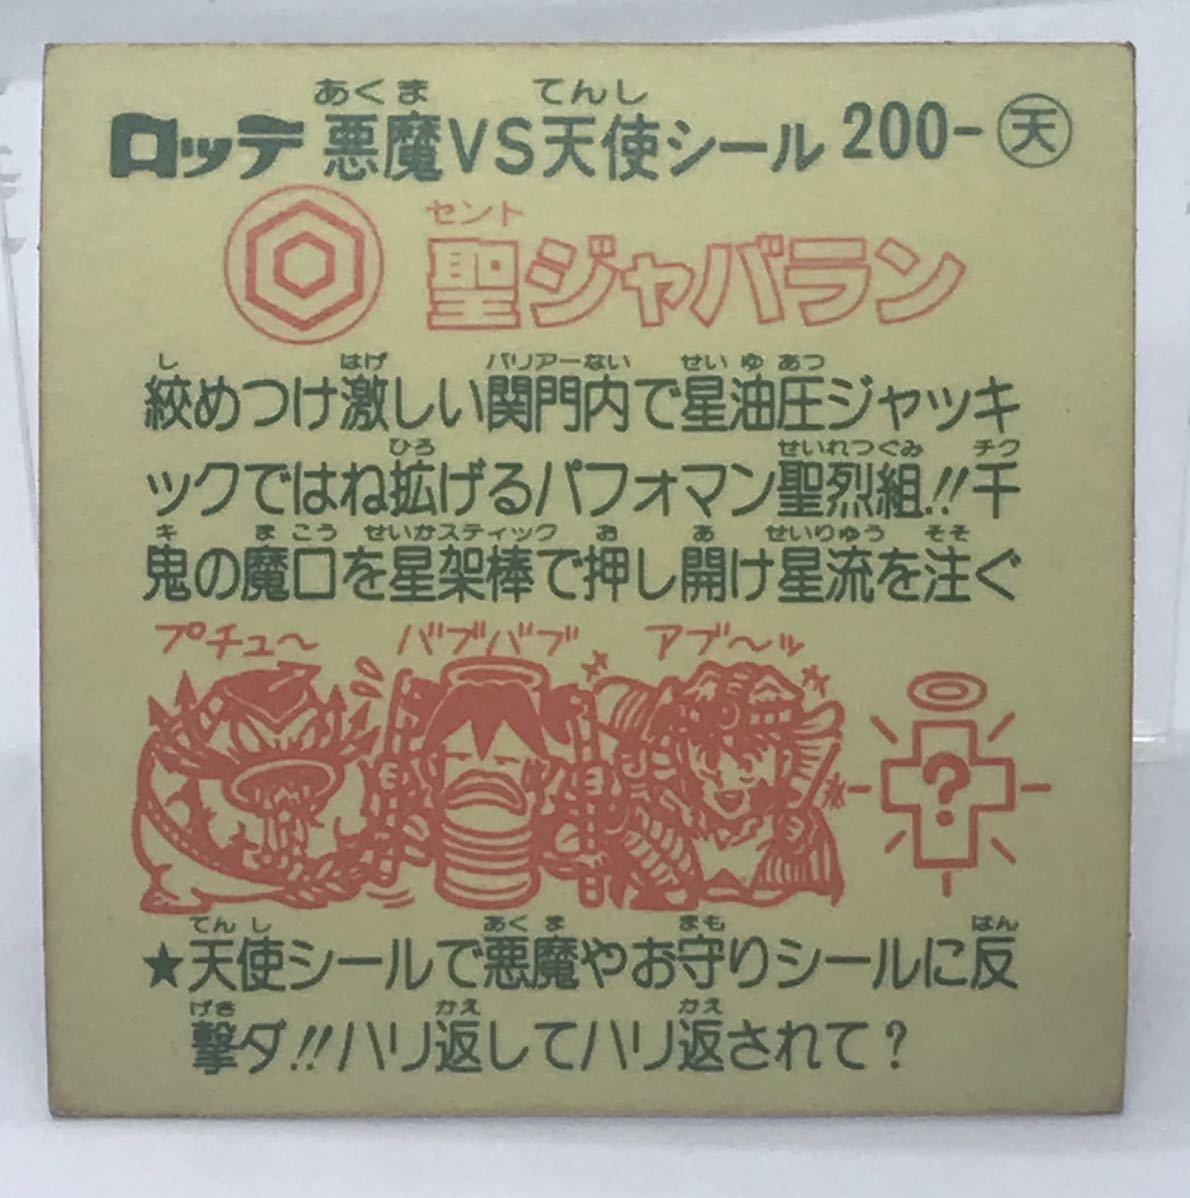 あくま てんし
ロッテ 悪魔VS天使シール 200-天
セント
聖ジャバラン
し はげ バリアーない せいゆあつ
絞めつけ激しい関門内で星油圧ジャッキ
ひろ せいれつぐみ チク
ックではね拡げるパフォマン聖烈組!!千
キ まこう せいかスティック お あ せいりゅう そそ
鬼の魔口を星架棒で押し開け星流を注ぐ
プチュ〜 バブバブ アブ〜ッ
?
てんし あくま まも はん
★天使シールで悪魔やお守りシールに反
げき かえ かえ
撃ダ!!ハリ返してハリ返されて?